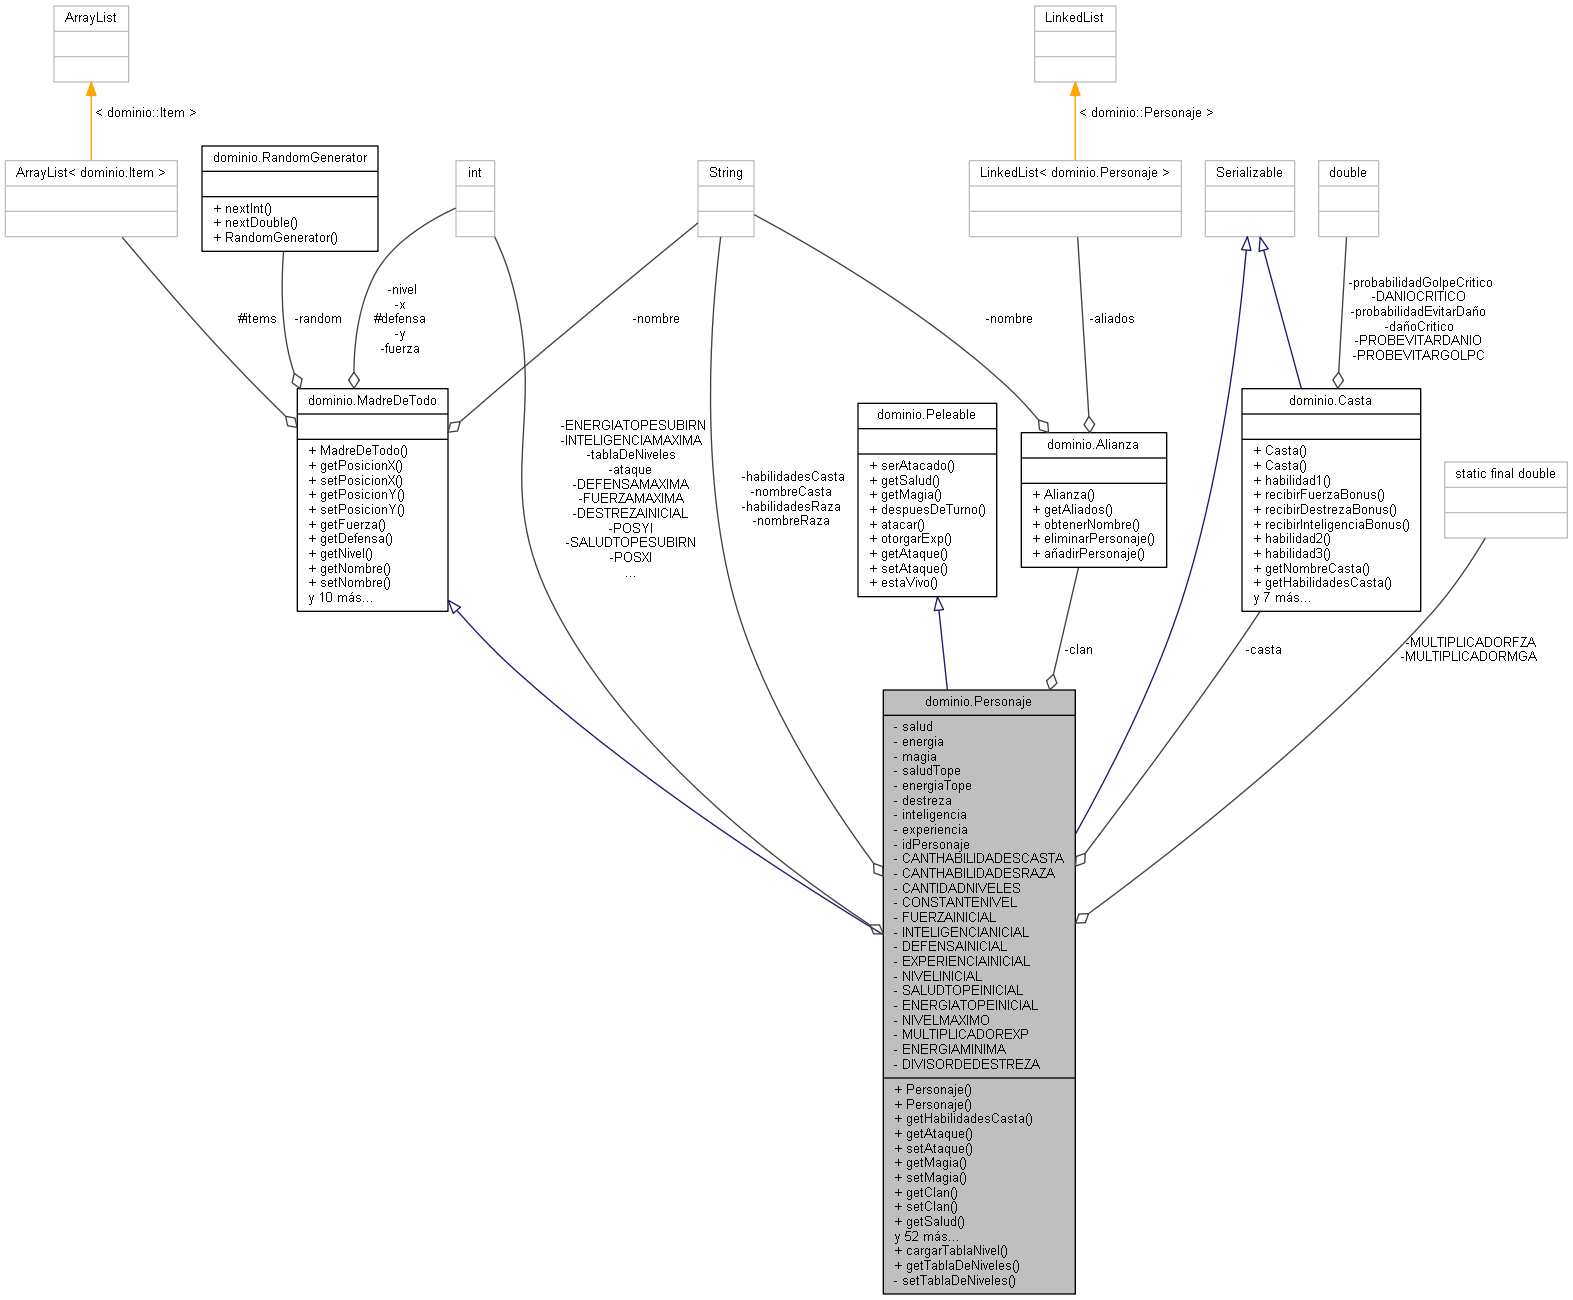 ArrayList
LinkedList
< dominio::Item >
< dominio::Personaje >
ArrayList< dominio.Item >
dominio.RandomGenerator
+ nextInt()
+ nextDouble()
+ RandomGenerator()
int
String
LinkedList< dominio.Personaje >
Serializable
double
#items
-random
-nivel
-x
#defensa
-y
-fuerza
-nombre
-nombre
-aliados
-probabilidadGolpeCritico
-DANIOCRITICO
-probabilidadEvitarDaño
-dañoCritico
-PROBEVITARDANIO
-PROBEVITARGOLPC
dominio.MadreDeTodo
+ MadreDeTodo()
+ getPosicionX()
+ setPosicionX()
+ getPosicionY()
+ setPosicionY()
+ getFuerza()
+ getDefensa()
+ getNivel()
+ getNombre()
+ setNombre()
y 10 más...
-ENERGIATOPESUBIRN
-INTELIGENCIAMAXIMA
-tablaDeNiveles
-ataque
-DEFENSAMAXIMA
-FUERZAMAXIMA
-DESTREZAINICIAL
-POSYI
-SALUDTOPESUBIRN
-POSXI
...
-habilidadesCasta
-nombreCasta
-habilidadesRaza
-nombreRaza
dominio.Peleable
+ serAtacado()
+ getSalud()
+ getMagia()
+ despuesDeTurno()
+ atacar()
+ otorgarExp()
+ getAtaque()
+ setAtaque()
+ estaVivo()
dominio.Alianza
+ Alianza()
+ getAliados()
+ obtenerNombre()
+ eliminarPersonaje()
+ añadirPersonaje()
dominio.Casta
+ Casta()
+ Casta()
+ habilidad1()
+ recibirFuerzaBonus()
+ recibirDestrezaBonus()
+ recibirInteligenciaBonus()
+ habilidad2()
+ habilidad3()
+ getNombreCasta()
+ getHabilidadesCasta()
y 7 más...
static final double
-clan
-casta
-MULTIPLICADORFZA
-MULTIPLICADORMGA
dominio.Personaje
- salud
- energia
- magia
- saludTope
- energiaTope
- destreza
- inteligencia
- experiencia
- idPersonaje
- CANTHABILIDADESCASTA
- CANTHABILIDADESRAZA
- CANTIDADNIVELES
- CONSTANTENIVEL
- FUERZAINICIAL
- INTELIGENCIANICIAL
- DEFENSAINICIAL
- EXPERIENCIAINICIAL
- NIVELINICIAL
- SALUDTOPEINICIAL
- ENERGIATOPEINICIAL
- NIVELMAXIMO
- MULTIPLICADOREXP
- ENERGIAMINIMA
- DIVISORDEDESTREZA
+ Personaje()
+ Personaje()
+ getHabilidadesCasta()
+ getAtaque()
+ setAtaque()
+ getMagia()
+ setMagia()
+ getClan()
+ setClan()
+ getSalud()
y 52 más...
+ cargarTablaNivel()
+ getTablaDeNiveles()
- setTablaDeNiveles()